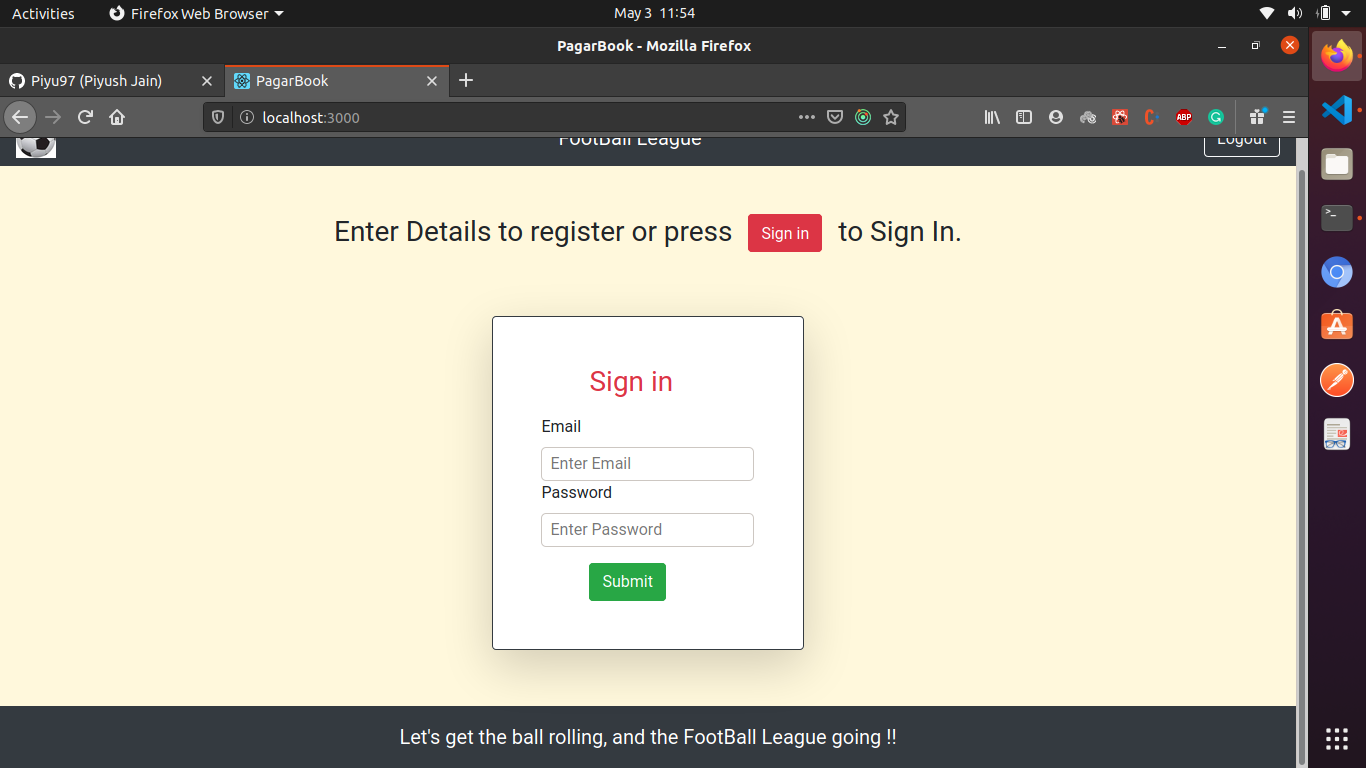 Activities
Firefox Web Browser
May 3 11:54
PagarBook - Mozilla Firefox
Piyu97 (Piyush Jain)
PagarBook
localhost:3000
ABP
FootBall League
Logout
Enter Details to register or press Sign in to Sign In.
Sign in
Email
Enter Email
Password
Enter Password
Submit
Let's get the ball rolling, and the FootBall League going !!